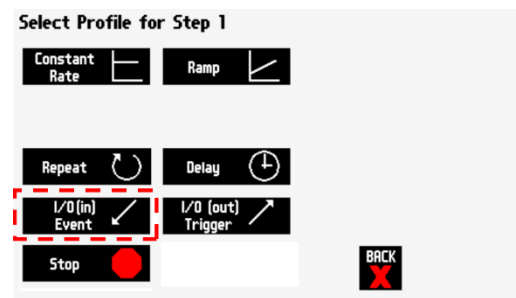 Select Profile for Step 1
Constant
Rate
Ramp
Repeat
Delay
I/O(in)
Event
I/O (out)
Trigger
Stop
BACK
X